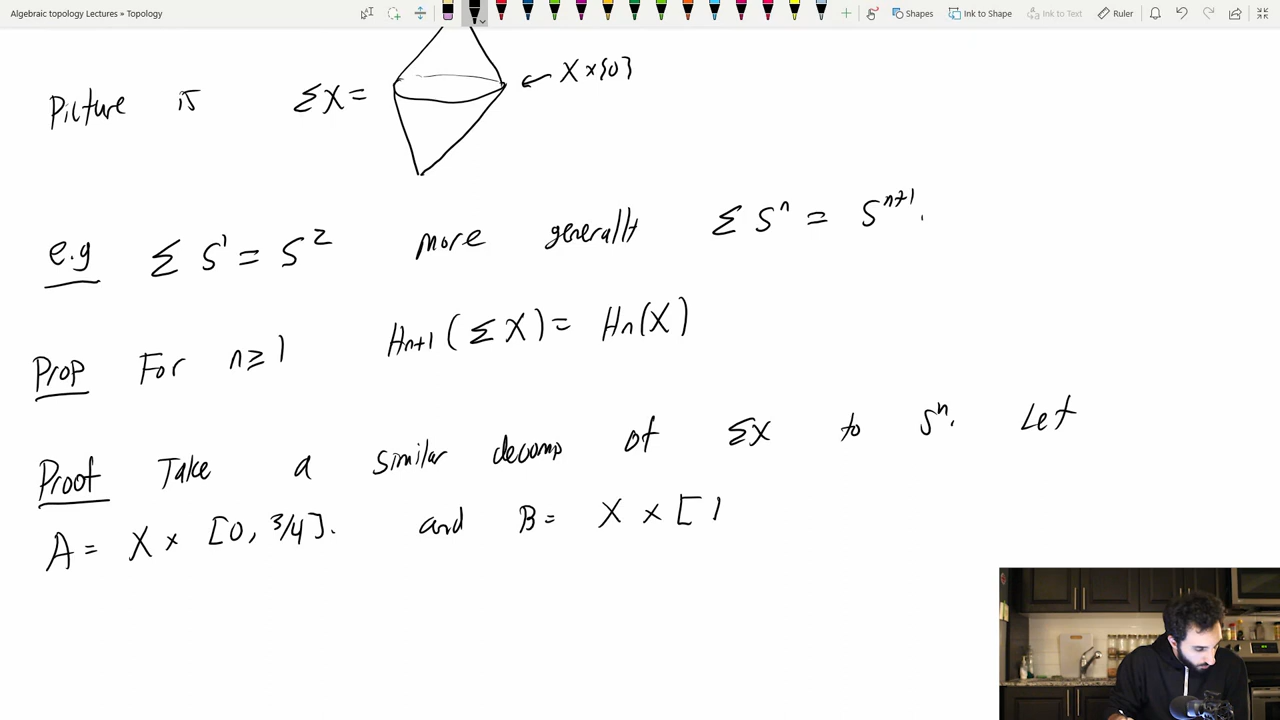 Algebraic topology Lectures » Topology
Shapes Ink to Shape Ink to Text Ruler
Picture is ΣX = ← X × {0}
e.g ΣS¹ = S² more generallt ΣSⁿ = Sⁿ⁺¹.
Prop For n ≥ 1 Hn+1(ΣX) = Hn(X)
Proof Take a similar decomp of ΣX to Sⁿ. Let
A = X × [0, 3/4]. and B = X × [1